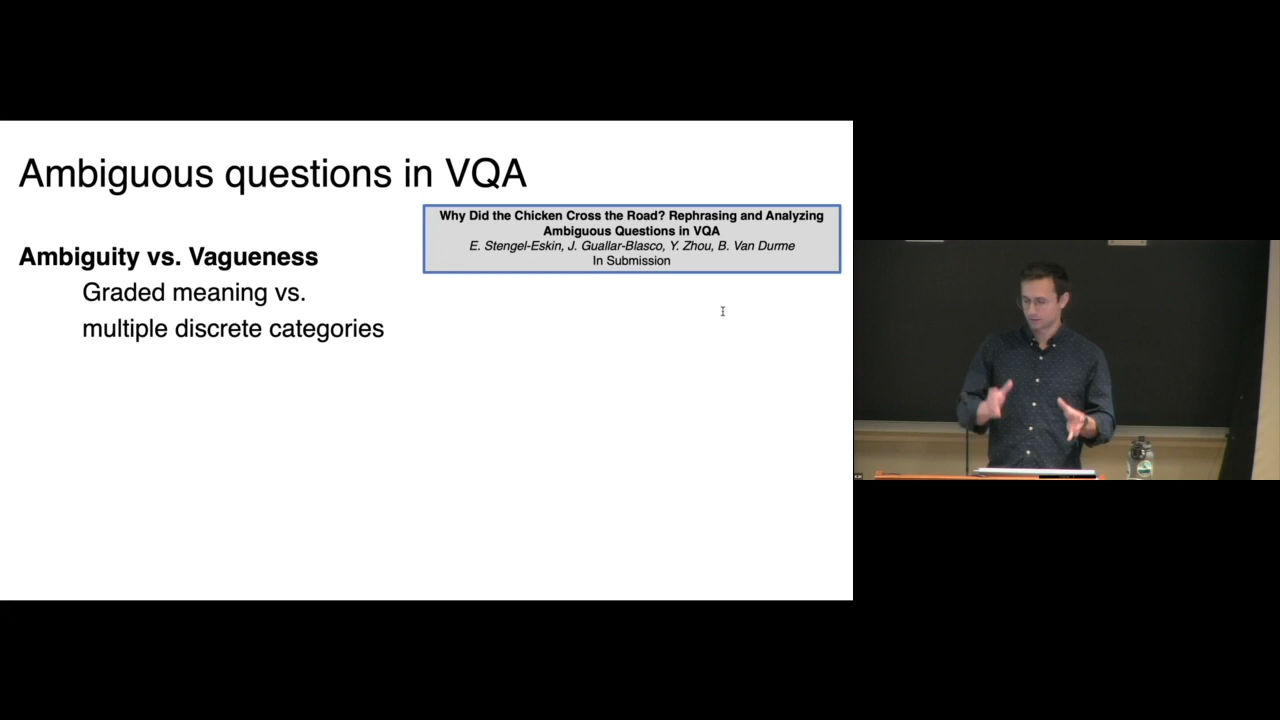 Ambiguous questions in VQA
Why Did the Chicken Cross the Road? Rephrasing and Analyzing
Ambiguous Questions in VQA
E. Stengel-Eskin, J. Guallar-Blasco, Y. Zhou, B. Van Durme
In Submission
Ambiguity vs. Vagueness
Graded meaning vs.
multiple discrete categories